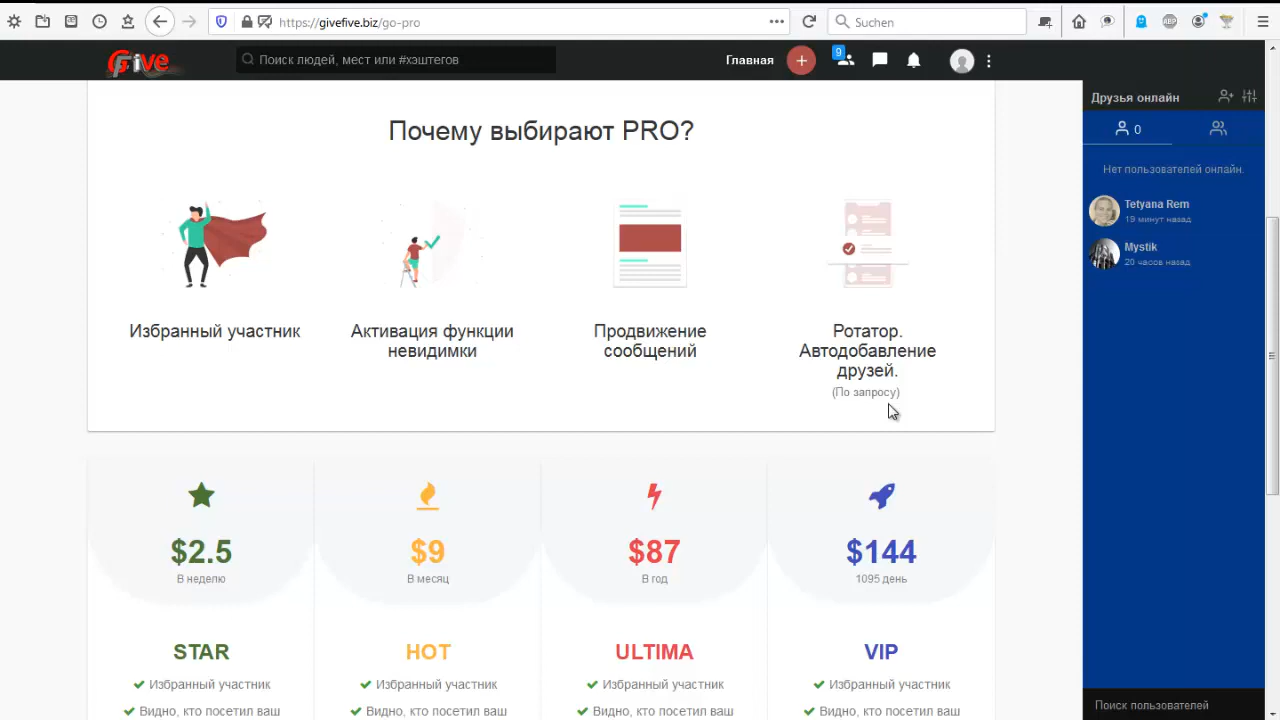 https://givefive.biz/go-pro
Suchen
Give
Поиск людей, мест или #хэштегов
Главная
9
Друзья онлайн
0
Нет пользователей онлайн.
Tetyana Rem
19 минут назад
Mystik
20 часов назад
Поиск пользователей
Почему выбирают PRO?
Избранный участник
Активация функции
невидимки
Продвижение
сообщений
Ротатор.
Автодобавление
друзей.
(По запросу)
$2.5
В неделю
STAR
Избранный участник
Видно, кто посетил ваш
$9
В месяц
HOT
Избранный участник
Видно, кто посетил ваш
$87
В год
ULTIMA
Избранный участник
Видно, кто посетил ваш
$144
1095 день
VIP
Избранный участник
Видно, кто посетил ваш